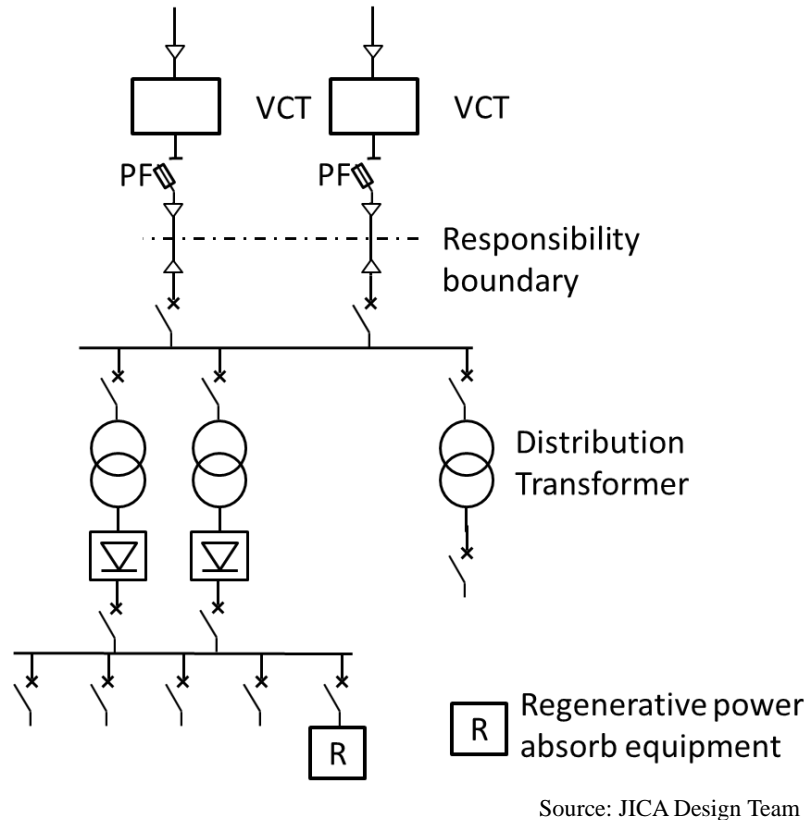 VCT
VCT
PF
PF
Responsibility
boundary
Distribution
Transformer
R
R
Regenerative power
absorb equipment
Source: JICA Design Team